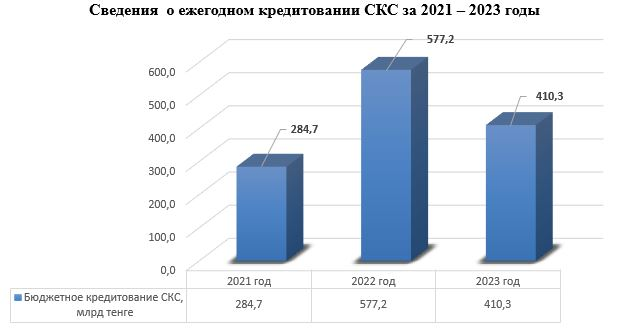 Сведения о ежегодном кредитовании СКС за 2021 – 2023 годы
577,2
600,0
410,3
500,0
284,7
400,0
300,0
200,0
100,0
0,0
2021 год 2022 год 2023 год
Бюджетное кредитование СКС, 284,7 577,2 410,3
млрд тенге